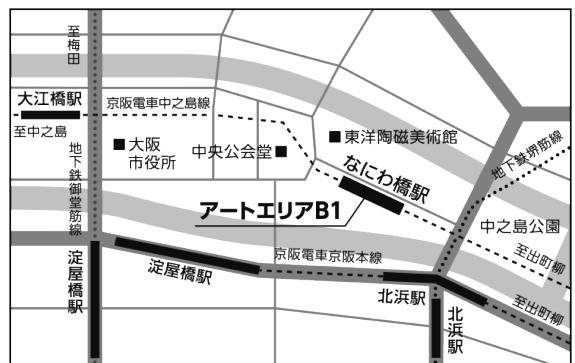 至梅田
大江橋駅
京阪電車中之島線
至中之島
大阪
市役所
中央公会堂
東洋陶磁美術館
地下鉄御堂筋線
なにわ橋駅
地下鉄堺筋線
アートエリアB1
中之島公園
京阪電車京阪本線
至出町柳
淀屋橋駅
淀屋橋駅
北浜駅
至出町柳
北浜駅